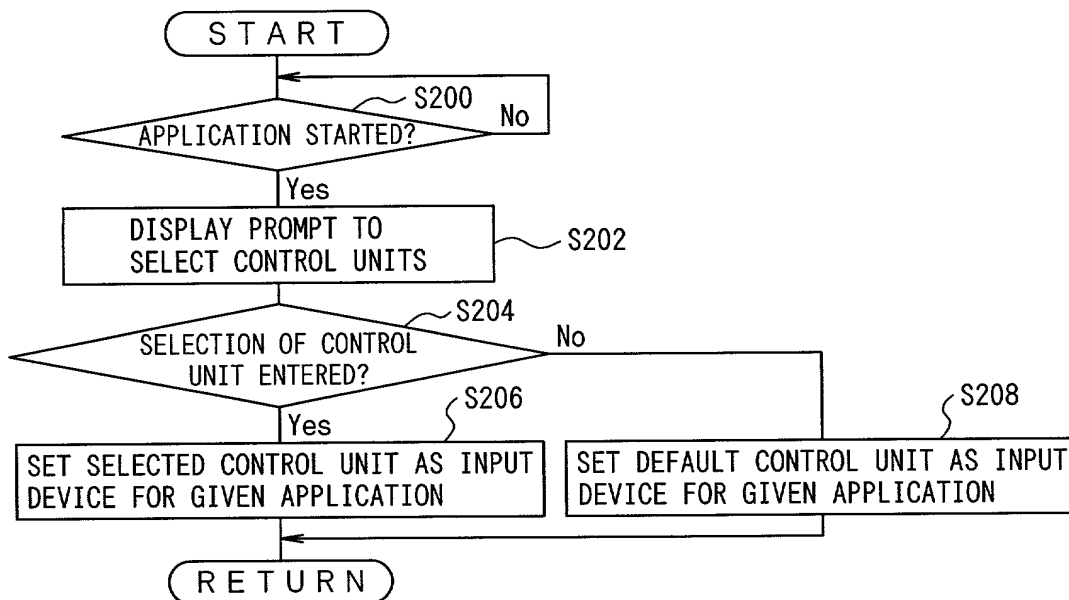 START
S200
APPLICATION STARTED?
No
Yes
DISPLAY PROMPT TO
SELECT CONTROL UNITS
S202
S204
SELECTION OF CONTROL
UNIT ENTERED?
No
Yes
S206
SET SELECTED CONTROL UNIT AS INPUT
DEVICE FOR GIVEN APPLICATION
S208
SET DEFAULT CONTROL UNIT AS INPUT
DEVICE FOR GIVEN APPLICATION
RETURN